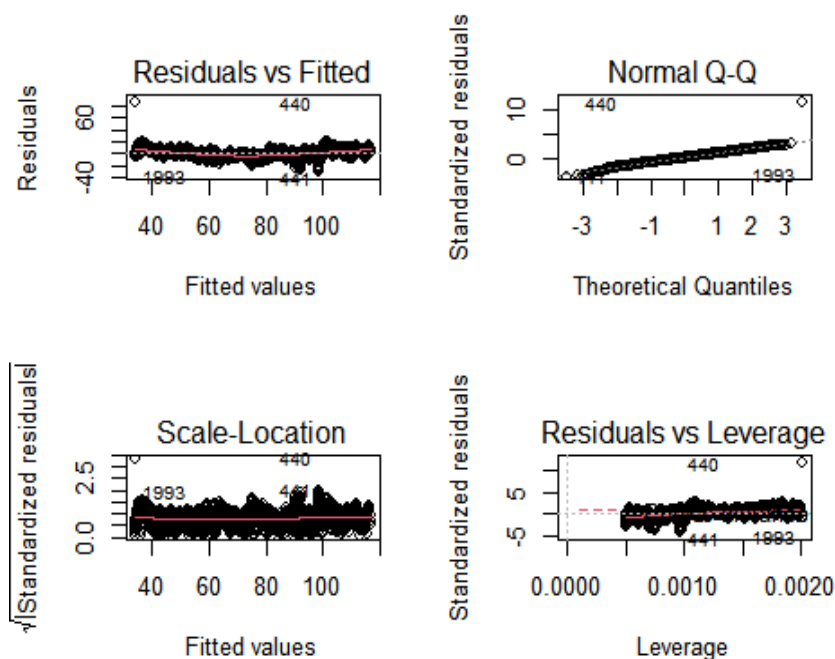 Residuals vs Fitted
Residuals
60
-40
440
1993
441
40 60 80 100
Fitted values
Normal Q-Q
Standardized residuals
10
0
440
441
1993
-3 -1 1 2 3
Theoretical Quantiles
Scale-Location
√|Standardized residuals|
2.5
0.0
440
1993
441
40 60 80 100
Fitted values
Residuals vs Leverage
Standardized residuals
5
-5
440
441
1993
0.0000 0.0010 0.0020
Leverage